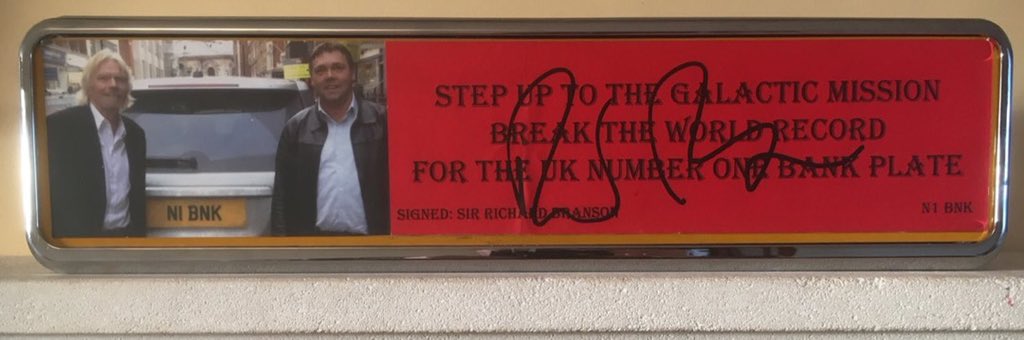 N1 BNK
STEP UP TO THE GALACTIC MISSION
BREAK THE WORLD RECORD
FOR THE UK NUMBER ONE BANK PLATE
SIGNED: SIR RICHARD BRANSON
N1 BNK